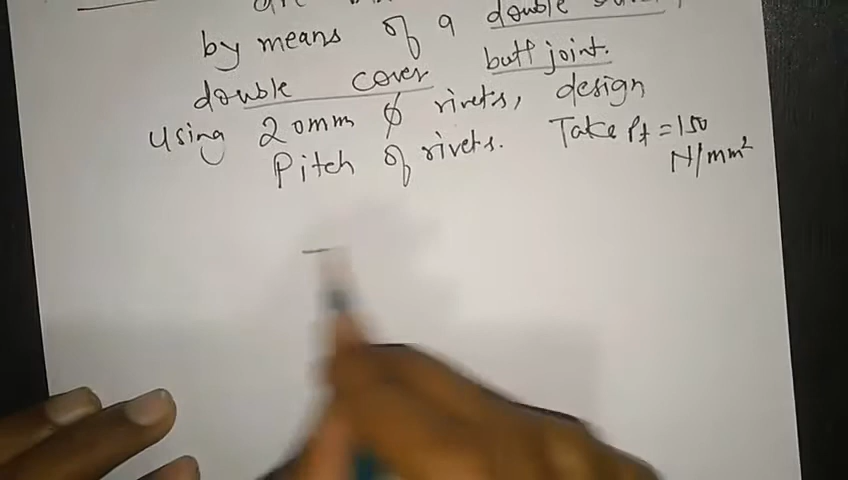 by means of a double
double cover butt joint.
Using 20mm ϕ rivets, design
Pitch of rivets. Take Pt = 150
N/mm²